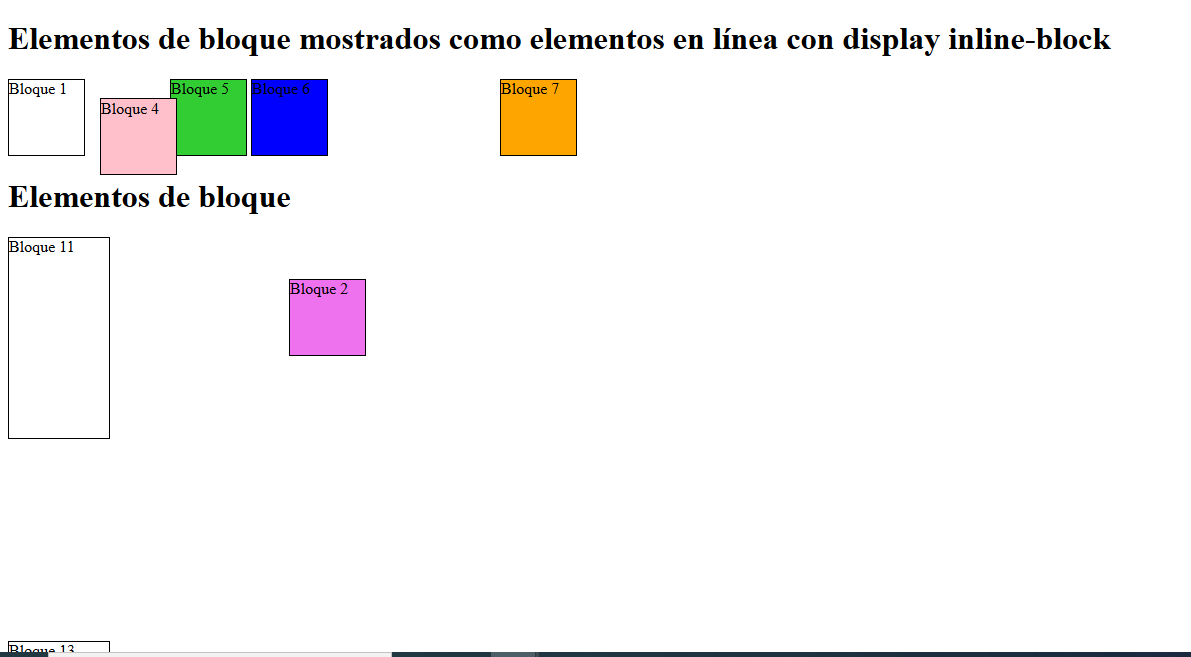 Elementos de bloque mostrados como elementos en línea con display inline-block
Bloque 1
Bloque 5
Bloque 6
Bloque 7
Bloque 4
Elementos de bloque
Bloque 11
Bloque 2
Bloque 13